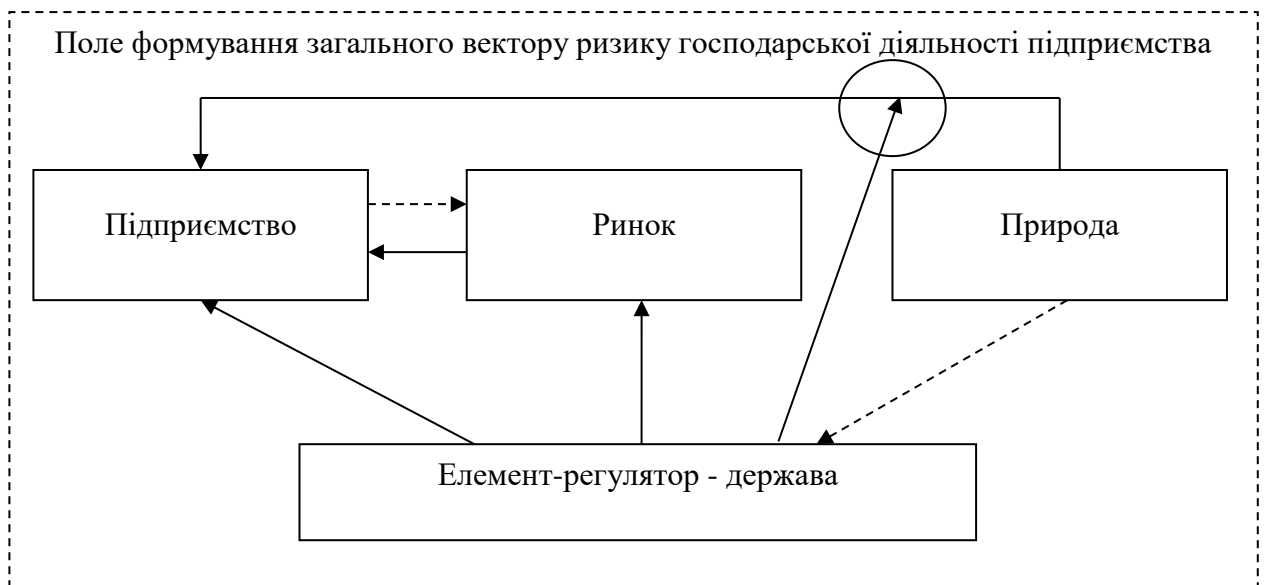 Поле формування загального вектору ризику господарської діяльності підприємства
Підприємство
Ринок
Природа
Елемент-регулятор - держава